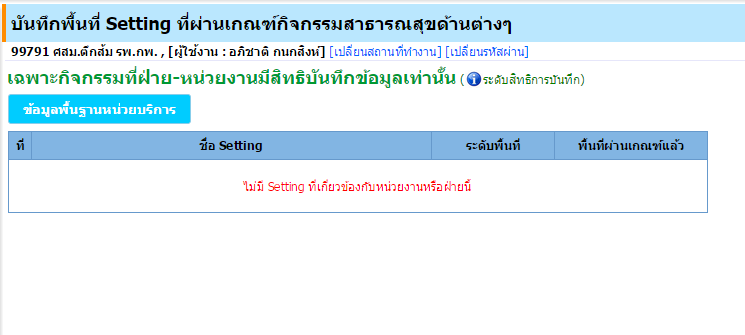 บันทึกพื้นที่ Setting ที่ผ่านเกณฑ์กิจกรรมสาธารณสุขด้านต่างๆ
99791 ศสม.ตึกส้ม รพ.กพ. , [ผู้ใช้งาน : อภิชาติ กนกสิงห์] [เปลี่ยนสถานที่ทำงาน] [เปลี่ยนรหัสผ่าน]
เฉพาะกิจกรรมที่ฝ่าย-หน่วยงานมีสิทธิบันทึกข้อมูลเท่านั้น (ระดับสิทธิการบันทึก)
ข้อมูลพื้นฐานหน่วยบริการ
ที่ ชื่อ Setting ระดับพื้นที่ พื้นที่ผ่านเกณฑ์แล้ว
ไม่มี Setting ที่เกี่ยวข้องกับหน่วยงานหรือฝ่ายนี้